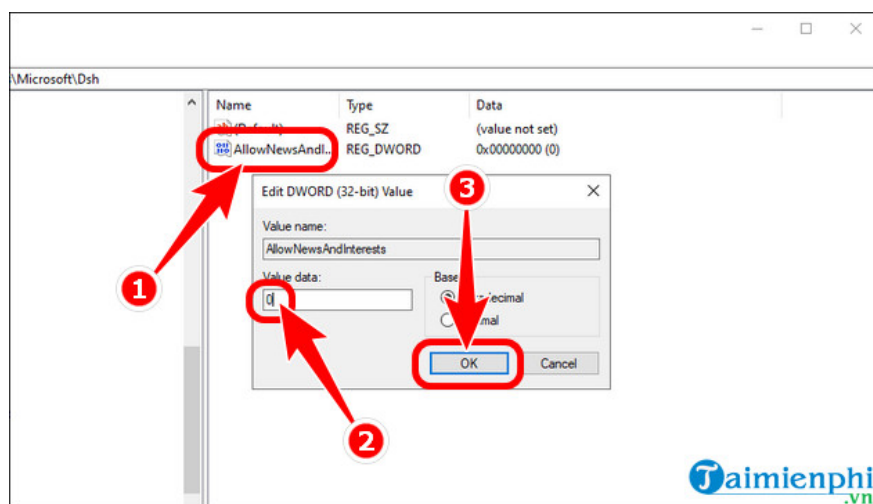 \Microsoft\Dsh
Name Type Data
REG_SZ (value not set)
AllowNewsAndI... REG_DWORD 0x00000000 (0)
3
Edit DWORD (32-bit) Value
Value name:
AllowNewsAndInterests
Value data: Base
0
1
OK Cancel
2
Taimienphi
.vn